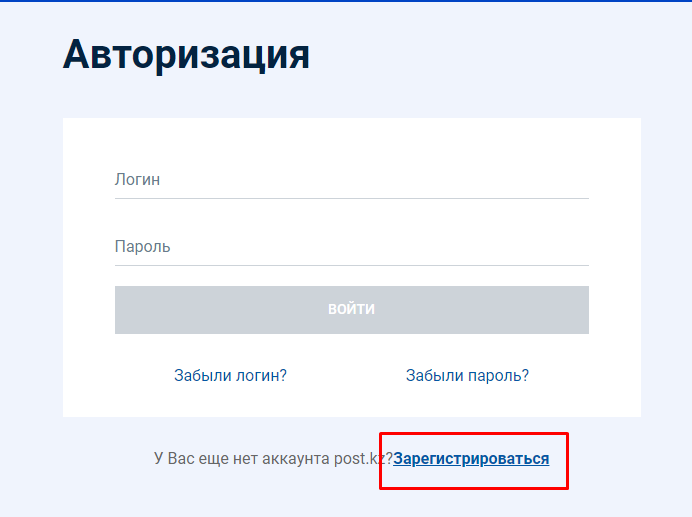 Авторизация
Логин
Пароль
ВОЙТИ
Забыли логин? Забыли пароль?
У Вас еще нет аккаунта post.kz?Зарегистрироваться